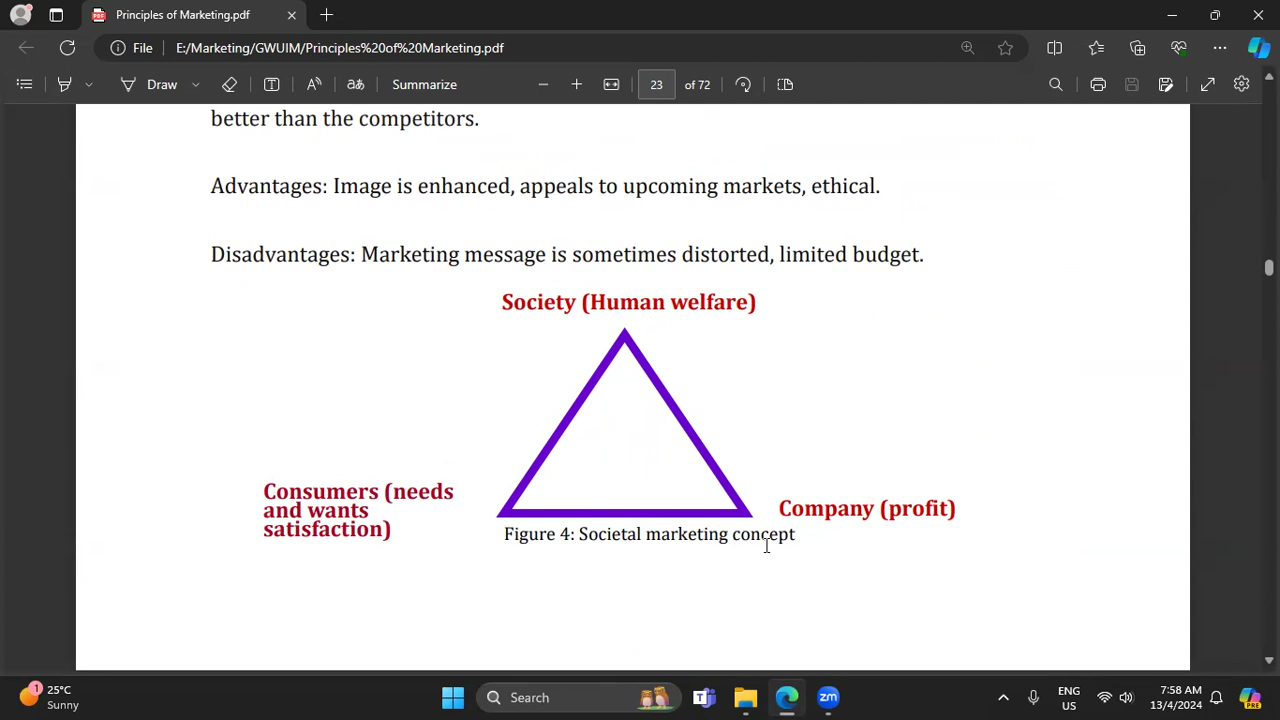 Principles of Marketing.pdf
File
E:/Marketing/GWUIM/Principles%20of%20Marketing.pdf
Draw
Summarize
23 of 72
better than the competitors.
Advantages: Image is enhanced, appeals to upcoming markets, ethical.
Disadvantages: Marketing message is sometimes distorted, limited budget.
Society (Human welfare)
Consumers (needs
and wants
satisfaction)
Company (profit)
Figure 4: Societal marketing concept
1
25°C
Sunny
Search
zm
ENG
US
7:58 AM
13/4/2024
PRE